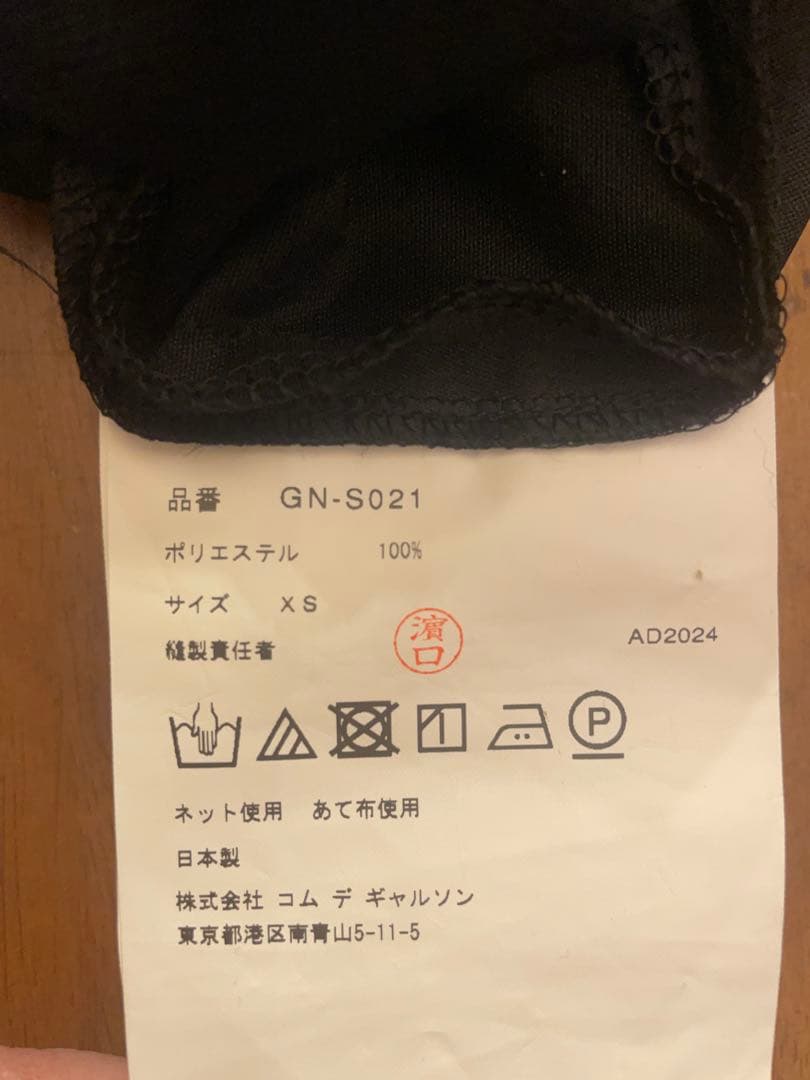 品番 GN-S021
ポリエステル 100%
サイズ XS
縫製責任者 濵口 AD2024
P
ネット使用 あて布使用
日本製
株式会社 コム デ ギャルソン
東京都港区南青山5-11-5